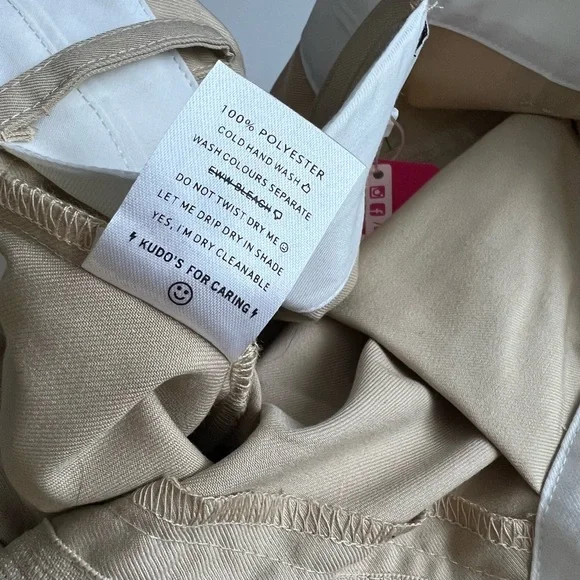 100% POLYESTER
COLD HAND WASH
WASH COLOURS SEPARATE
EWW BLEACH
DO NOT TWIST DRY ME
LET ME DRIP DRY IN SHADE
YES, I'M DRY CLEANABLE
KUDO'S FOR CARING